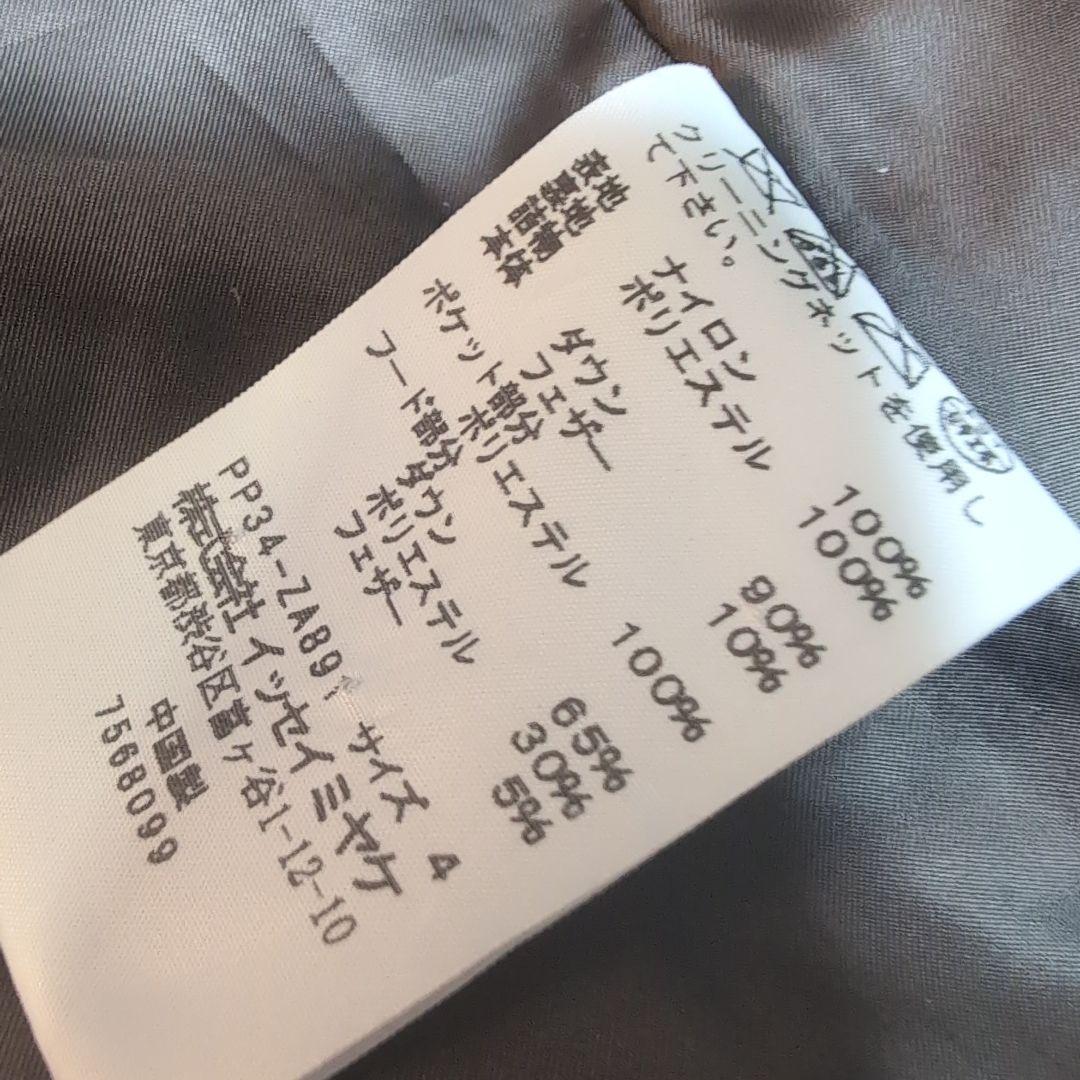 クリーニングネットを使用し
て下さい。
表地 ナイロン 100%
裏地 ポリエステル 100%
詰物
本体 ダウン 90%
フェザー 10%
ポケット部分 ポリエステル 100%
フード部分 ダウン 65%
ポリエステル 30%
フェザー 5%
PP34-ZA891 サイズ 4
株式会社 イッセイミヤケ
東京都渋谷区富ヶ谷1-12-10
中国製
7568099